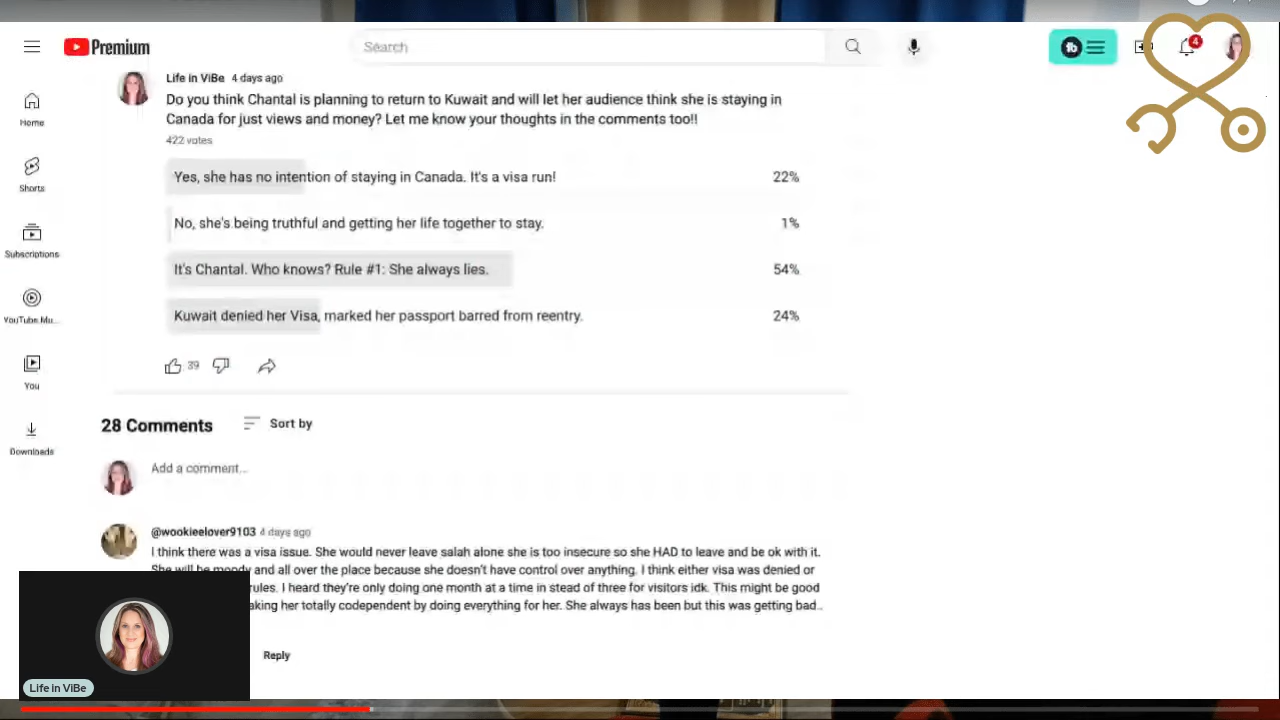 Premium
Search
4
Home
Shorts
Subscriptions
YouTube Mu...
You
Downloads
Life in ViBe 4 days ago
Do you think Chantal is planning to return to Kuwait and will let her audience think she is staying in
Canada for just views and money? Let me know your thoughts in the comments too!!
422 votes
Yes, she has no intention of staying in Canada. It's a visa run! 22%
No, she's being truthful and getting her life together to stay. 1%
It's Chantal. Who knows? Rule #1: She always lies. 54%
Kuwait denied her Visa, marked her passport barred from reentry. 24%
39
28 Comments Sort by
Add a comment...
@wookieelover9103 4 days ago
I think there was a visa issue. She would never leave salah alone she is too insecure so she HAD to leave and be ok with it.
She will be moody and all over the place because she doesn't have control over anything. I think either visa was denied or
rules. I heard they're only doing one month at a time in stead of three for visitors idk. This might be good
aking her totally codependent by doing everything for her. She always has been but this was getting bad..
Reply
Life in ViBe